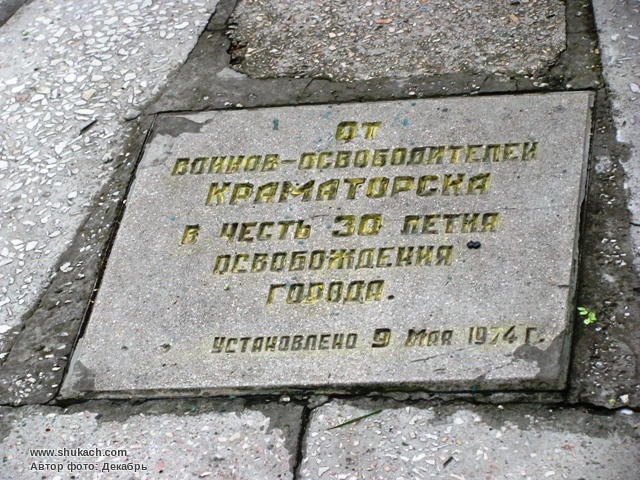 От
воинов-освободителей
Краматорска
в честь 30 летия
освобождения
города.
установлено 9 Мая 1974 г.
www.shukach.com
Автор фото: Декабрь